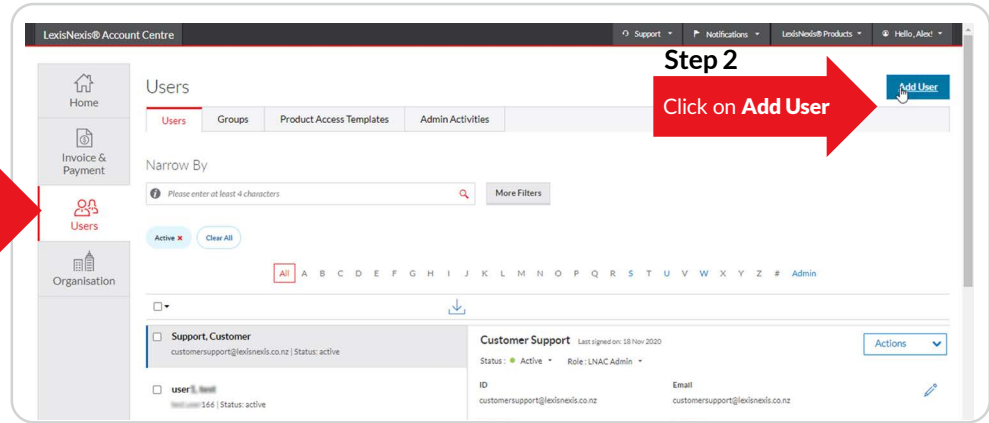 LexisNexis® Account Centre
Support
Notifications
LexisNexis® Products
Hello, Alex!
Step 2
Click on Add User
Add User
Home
Invoice &
Payment
Users
Organisation
Users
Users Groups Product Access Templates Admin Activities
Narrow By
Please enter at least 4 characters
More Filters
Active ×
Clear All
All A B C D E F G H I J K L M N O P Q R S T U V W X Y Z # Admin
Support, Customer
customersupport@lexisnexis.co.nz | Status: active
user
166 | Status: active
Customer Support Last signed on: 18 Nov 2020
Actions
Status: Active Role: LNAC Admin
ID
customersupport@lexisnexis.co.nz
Email
customersupport@lexisnexis.co.nz